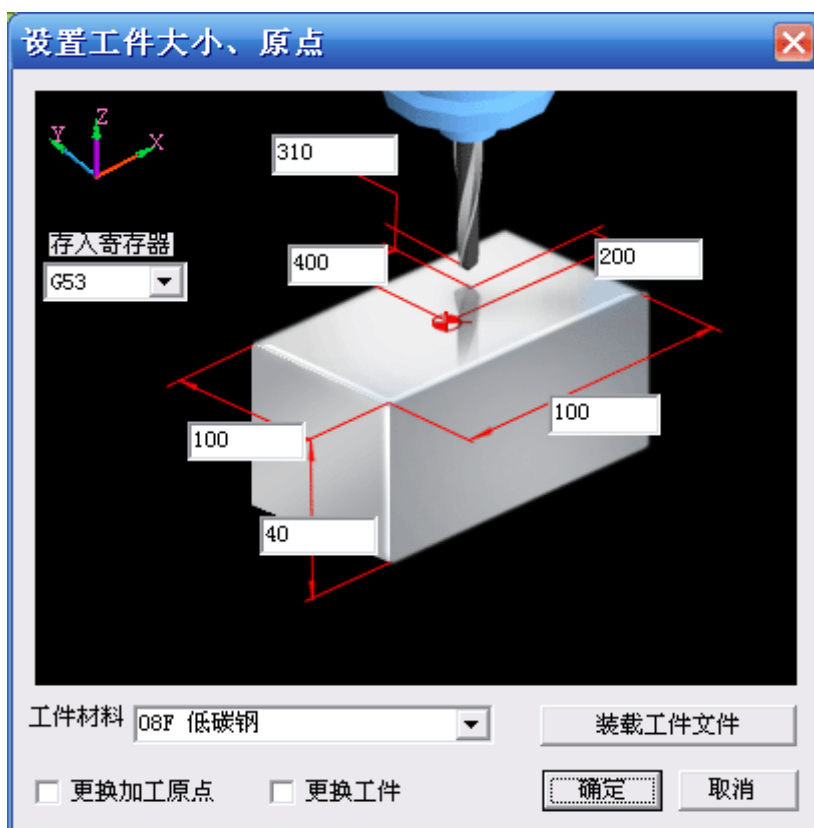 设置工件大小、原点
Z
Y
X
310
存入寄存器
400
200
G53
100
100
40
工件材料 08F 低碳钢
装载工件文件
更换加工原点
更换工件
确定
取消